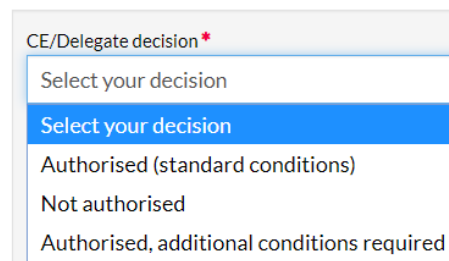 CE/Delegate decision *
Select your decision
Select your decision
Authorised (standard conditions)
Not authorised
Authorised, additional conditions required